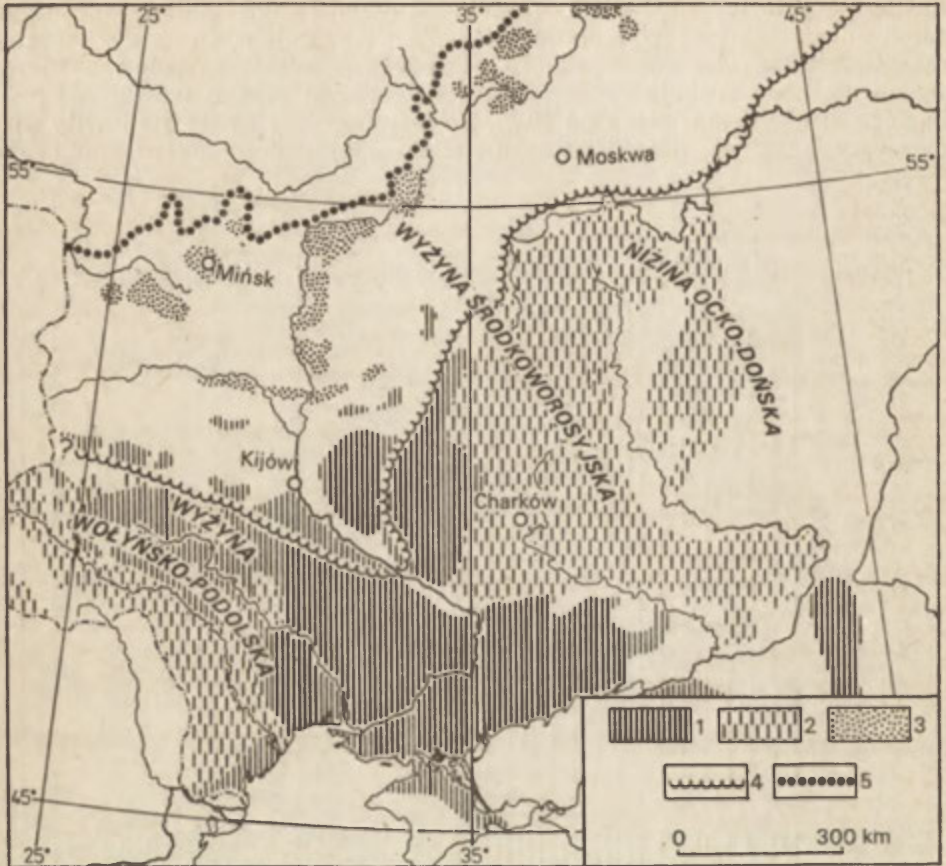 25°
35°
45°
Moskwa
55°
55°
WYŻYNA ŚRODKOWOROSYJSKA
NIZINA OCKO-DOŃSKA
Mińsk
Kijów
?
Charków
WYŻYNA
WOŁYŃSKO-PODOLSKA
1
2
3
4
5
45°
0 300 km
25°
35°